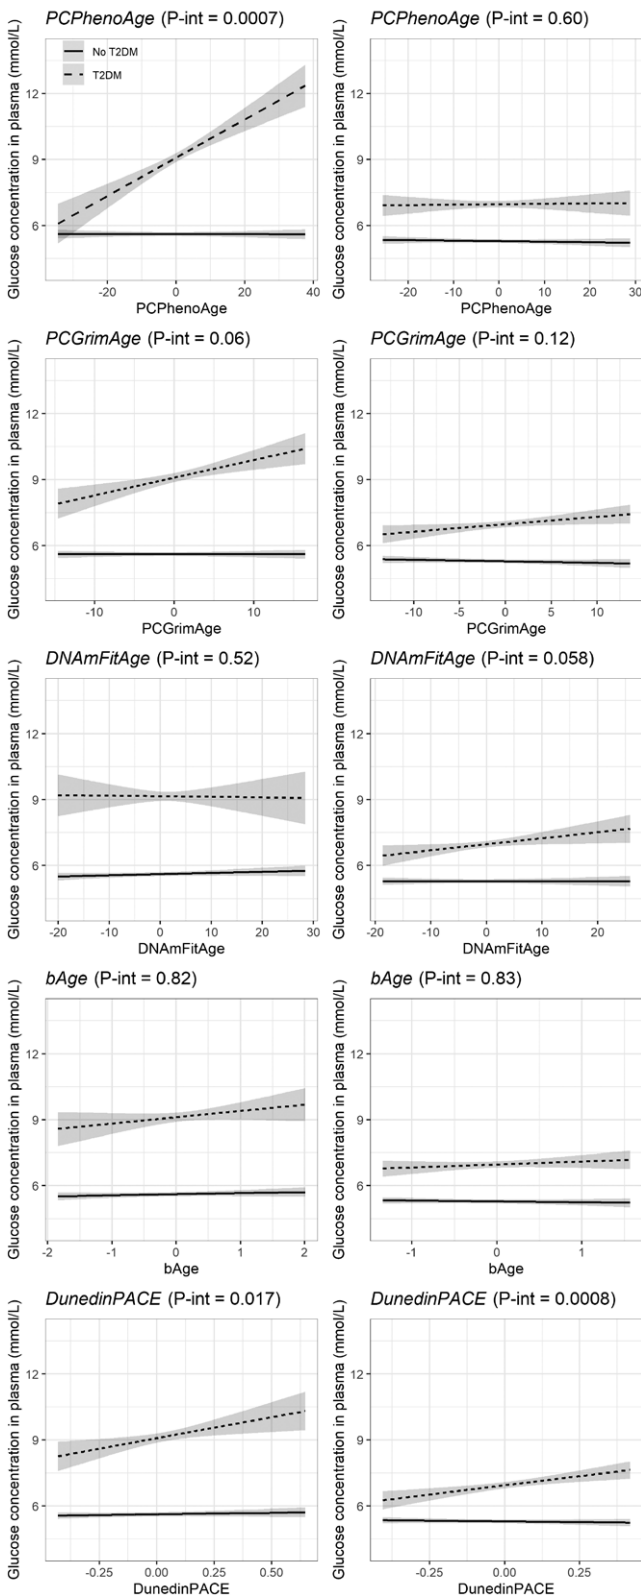 PCPhenoAge (P-int = 0.0007)
Glucose concentration in plasma (mmol/L)
No T2DM
T2DM
12
9
6
-20 0 20 40
PCPhenoAge
PCPhenoAge (P-int = 0.60)
Glucose concentration in plasma (mmol/L)
12
9
6
-20 -10 0 10 20 30
PCPhenoAge
PCGrimAge (P-int = 0.06)
Glucose concentration in plasma (mmol/L)
12
9
6
-10 0 10
PCGrimAge
PCGrimAge (P-int = 0.12)
Glucose concentration in plasma (mmol/L)
12
9
6
-10 -5 0 5 10
PCGrimAge
DNAmFitAge (P-int = 0.52)
Glucose concentration in plasma (mmol/L)
12
9
6
-20 -10 0 10 20 30
DNAmFitAge
DNAmFitAge (P-int = 0.058)
Glucose concentration in plasma (mmol/L)
12
9
6
-10 0 10 20
DNAmFitAge
bAge (P-int = 0.82)
Glucose concentration in plasma (mmol/L)
12
9
6
-2 -1 0 1 2
bAge
bAge (P-int = 0.83)
Glucose concentration in plasma (mmol/L)
12
9
6
-1 0 1
bAge
DunedinPACE (P-int = 0.017)
Glucose concentration in plasma (mmol/L)
12
9
6
-0.25 0.00 0.25 0.50
DunedinPACE
DunedinPACE (P-int = 0.0008)
Glucose concentration in plasma (mmol/L)
12
9
6
-0.25 0.00 0.25
DunedinPACE